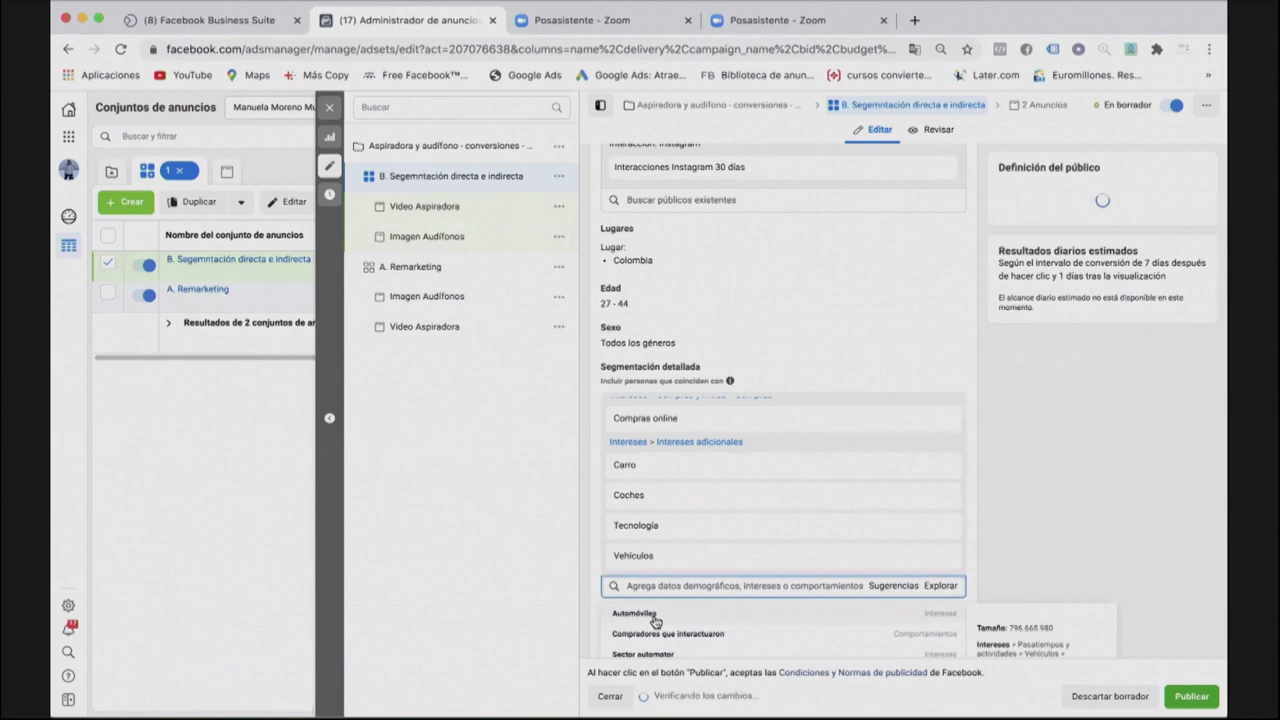 (8) Facebook Business Suite
(17) Administrador de anuncios
Posasistente - Zoom
Posasistente - Zoom
facebook.com/adsmanager/manage/adsets/edit?act=207076638&columns=name%2Cdelivery%2Ccampaign_name%2Cbid%2Cbudget%...
Aplicaciones
YouTube
Maps
Más Copy
Free Facebook™...
Google Ads
Google Ads: Atrae...
FB Biblioteca de anun...
cursos convierte...
Later.com
Euromillones. Res...
»
Conjuntos de anuncios
Manuela Moreno Mu
Buscar y filtrar
1 ×
+ Crear
Duplicar
Editar
Nombre del conjunto de anuncios
B. Segemntación directa e indirecta
A. Remarketing
Resultados de 2 conjuntos de an
Buscar
Aspiradora y audífono - conversiones - ...
B. Segemntación directa e indirecta
Video Aspiradora
Imagen Audífonos
A. Remarketing
Imagen Audífonos
Video Aspiradora
Aspiradora y audífono - conversiones - ...
B. Segemntación directa e indirecta
2 Anuncios
En borrador
Editar
Revisar
Interacción: Instagram
Interacciones Instagram 30 días
Buscar públicos existentes
Lugares
Lugar:
• Colombia
Edad
27 - 44
Sexo
Todos los géneros
Segmentación detallada
Incluir personas que coincidan con
Compras online
Intereses > Intereses adicionales
Carro
Coches
Tecnología
Vehículos
Agrega datos demográficos, intereses o comportamientos Sugerencias Explorar
Automóviles Intereses
Compradores que interactuaron Comportamientos
Sector automotor Intereses
Tamaño: 796 665 980
Intereses > Pasatiempos y
actividades > Vehículos >
Definición del público
Resultados diarios estimados
Según el intervalo de conversión de 7 días después
de hacer clic y 1 días tras la visualización
El alcance diario estimado no está disponible en este
momento.
Al hacer clic en el botón "Publicar", aceptas las Condiciones y Normas de publicidad de Facebook.
Cerrar
Verificando los cambios...
Descartar borrador
Publicar